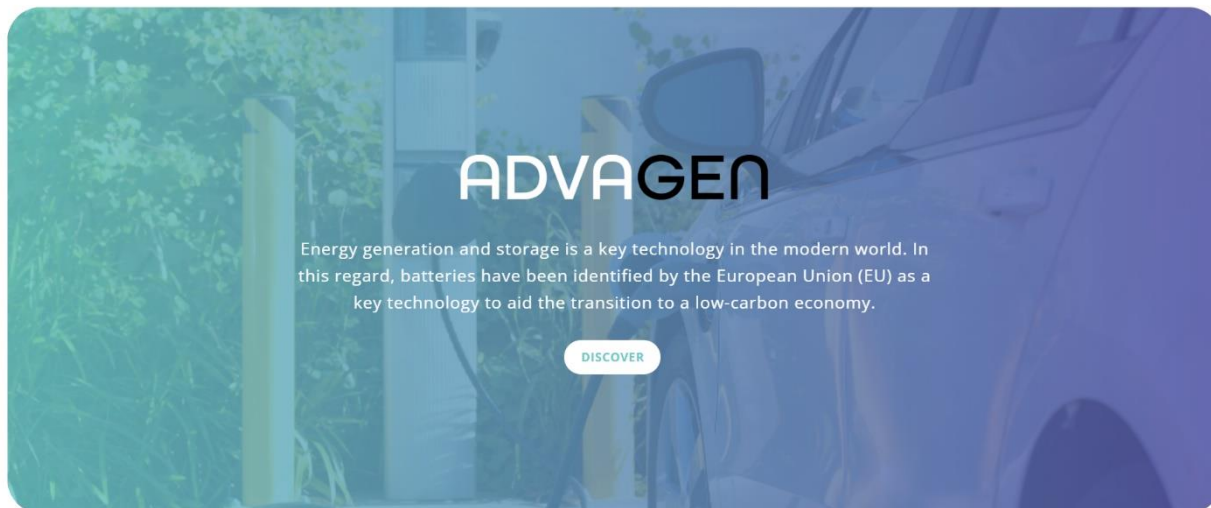 ADVAGEN
Energy generation and storage is a key technology in the modern world. In
this regard, batteries have been identified by the European Union (EU) as a
key technology to aid the transition to a low-carbon economy.
DISCOVER